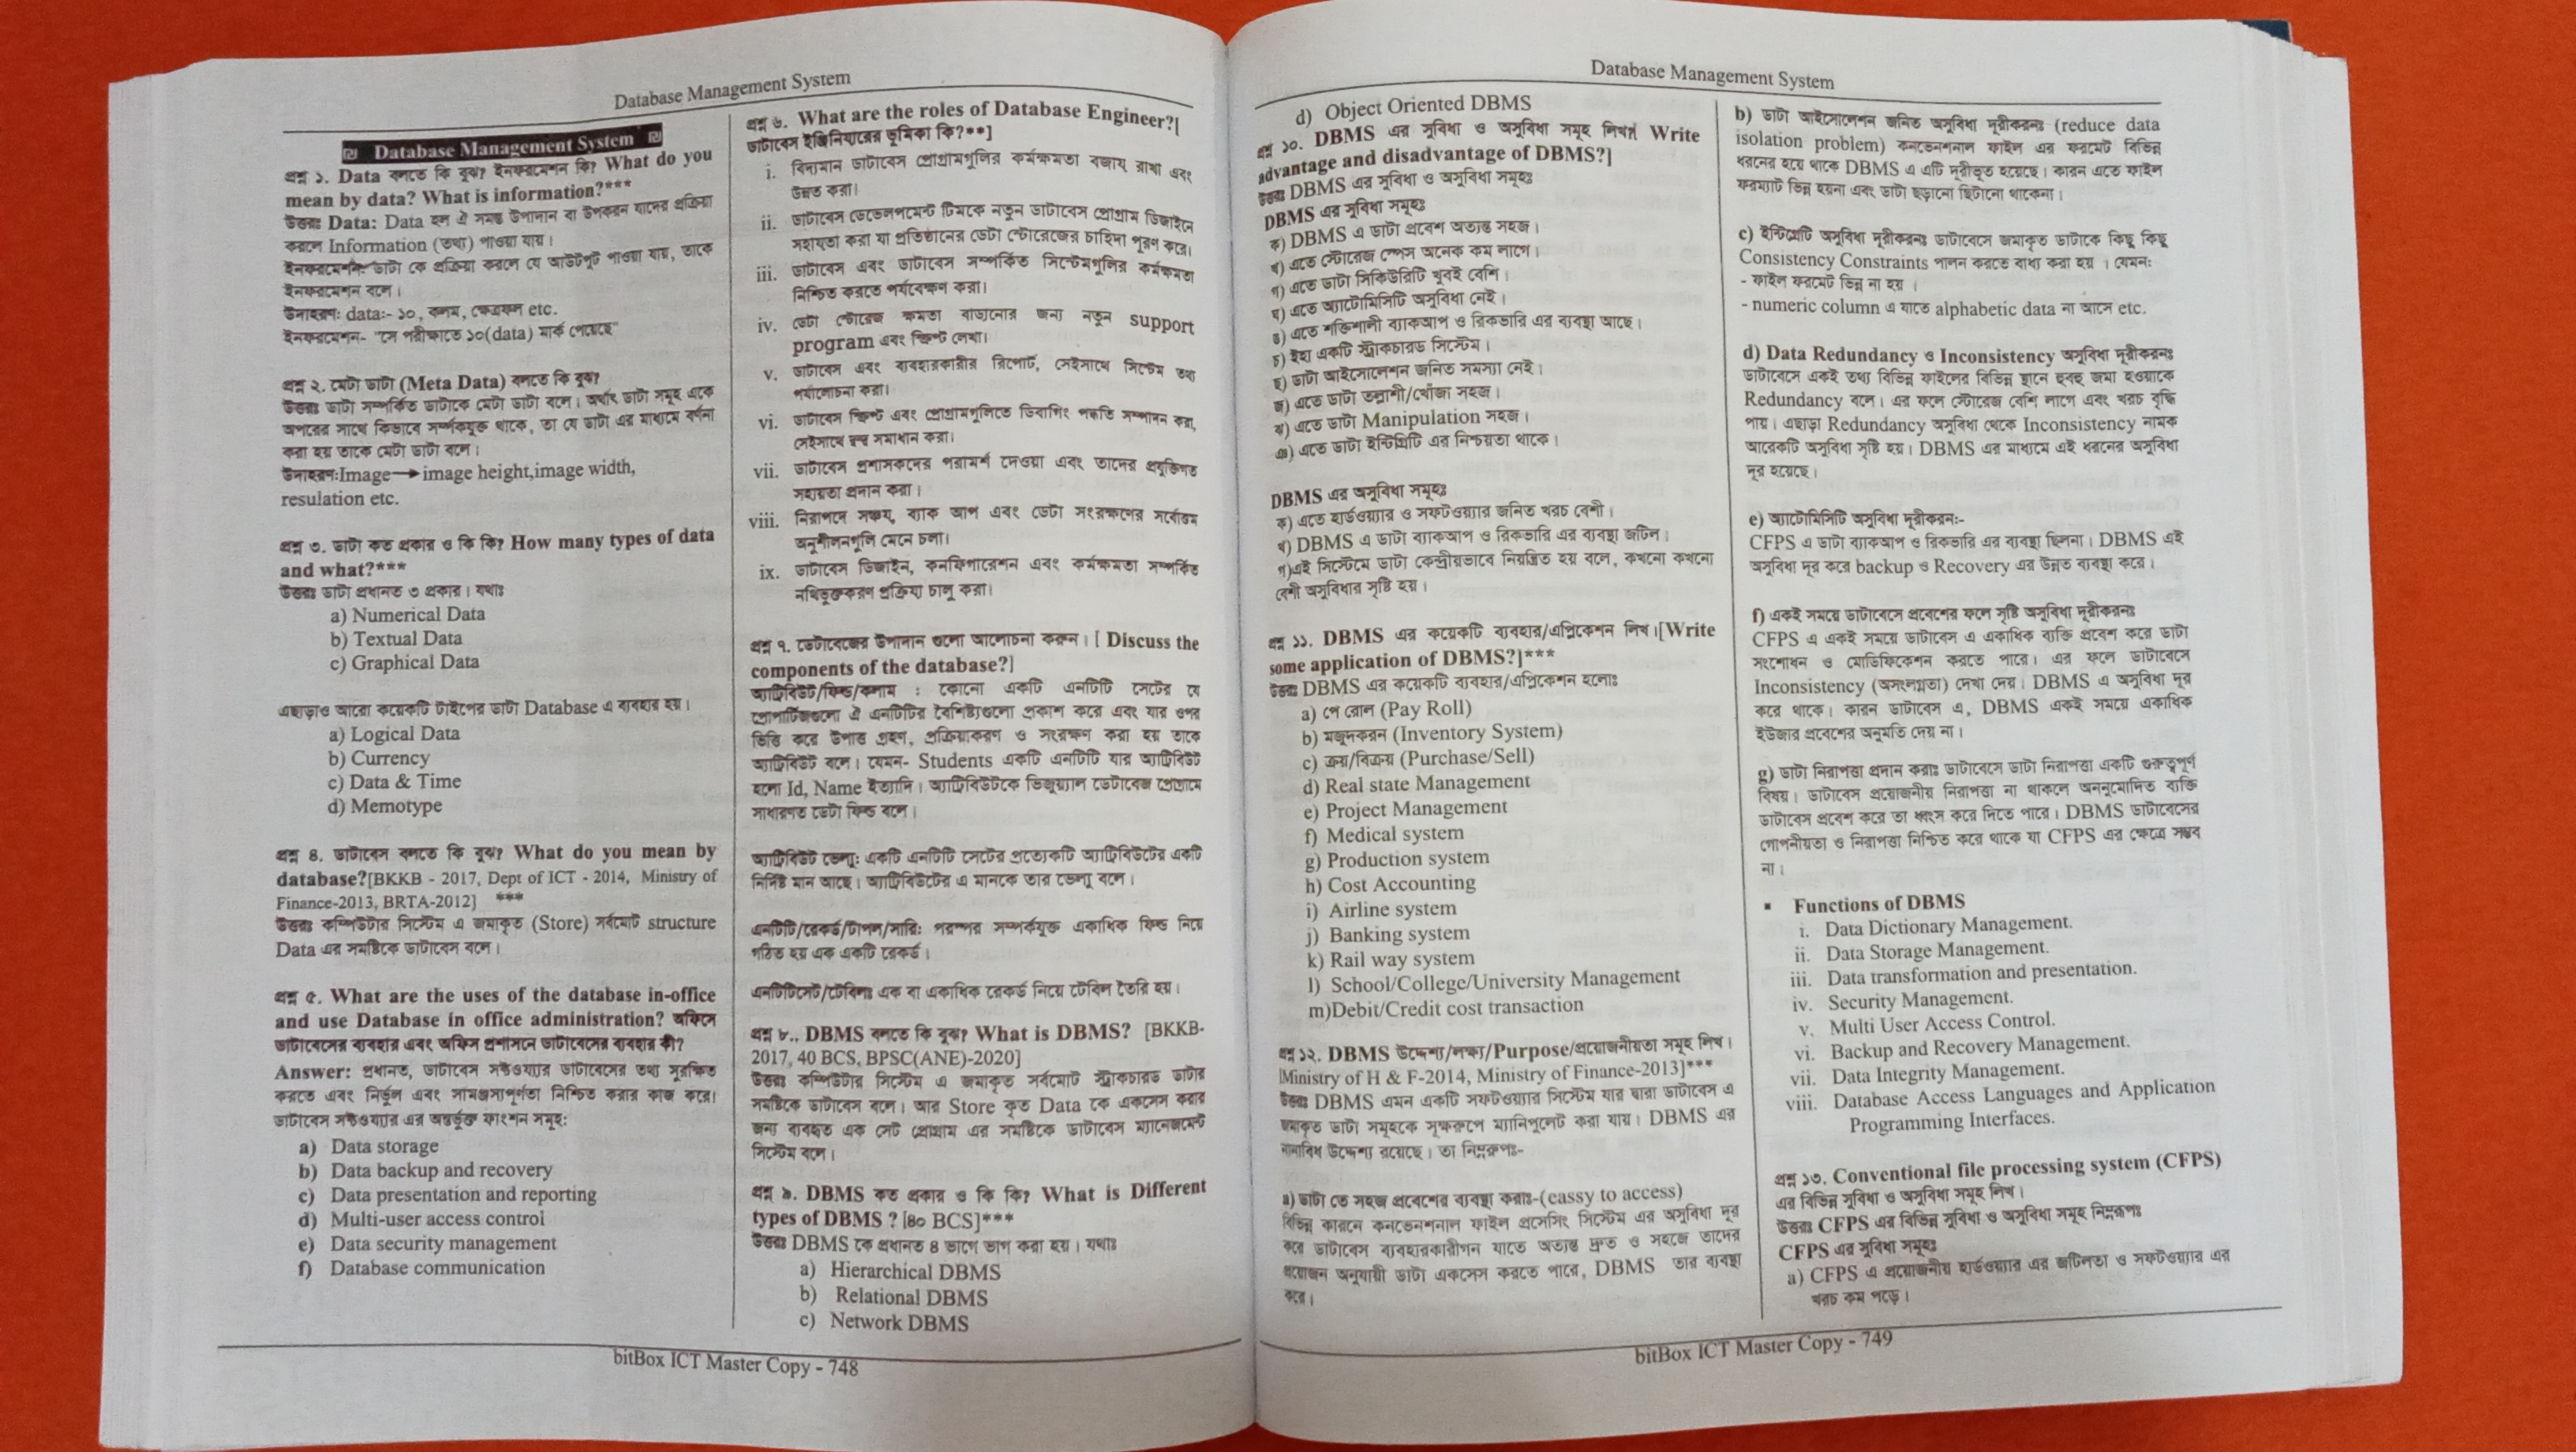 Database Management System
Database Management System
প্রশ্ন ১. Data বলতে কি বুঝ? ইনফরমেশন কি? What do you
mean by data? What is information?***
উত্তরঃ Data: Data হল ঐ সমস্ত উপাদান বা উপকরন যাদের প্রক্রিয়া
করলে Information (তথ্য) পাওয়া যায়।
ইনফরমেশন: ডাটা কে প্রক্রিয়া করলে যে আউটপুট পাওয়া যায়, তাকে
ইনফরমেশন বলে।
উদাহরণ: data:- ১০, কলম, ক্ষেত্রফল etc.
ইনফরমেশন- "সে পরীক্ষাতে ১০(data) মার্ক পেয়েছে"
প্রশ্ন ২. মেটা ডাটা (Meta Data) বলতে কি বুঝ?
উত্তরঃ ডাটা সম্পর্কিত ডাটাকে মেটা ডাটা বলে। অর্থাৎ ডাটা সমূহ একে
অপরের সাথে কিভাবে সর্ম্পকযুক্ত থাকে, তা যে ডাটা এর মাধ্যমে বর্ণনা
করা হয় তাকে মেটা ডাটা বলে।
উদাহরণ:Image→image height,image width,
resulation etc.
প্রশ্ন ৩. ডাটা কত প্রকার ও কি কি? How many types of data
and what?***
উত্তরঃ ডাটা প্রধানত ৩ প্রকার। যথাঃ
a) Numerical Data
b) Textual Data
c) Graphical Data
এছাড়াও আরো কয়েকটি টাইপের ডাটা Database এ ব্যবহার হয়।
a) Logical Data
b) Currency
c) Data & Time
d) Memotype
প্রশ্ন ৪. ডাটাবেস বলতে কি বুঝ? What do you mean by
database?[BKKB - 2017, Dept of ICT - 2014, Ministry of
Finance-2013, BRTA-2012] ***
উত্তরঃ কম্পিউটার সিস্টেম এ জমাকৃত (Store) সর্বমোট structure
Data এর সমষ্টিকে ডাটাবেস বলে।
প্রশ্ন ৫. What are the uses of the database in-office
and use Database in office administration? অফিসে
ডাটাবেসের ব্যবহার এবং অফিস প্রশাসনে ডাটাবেসের ব্যবহার কী?
Answer: প্রধানত, ডাটাবেস সফ্টওয়্যার ডাটাবেসের তথ্য সুরক্ষিত
করতে এবং নির্ভুল এবং সামঞ্জস্যপূর্ণতা নিশ্চিত করার কাজ করে।
ডাটাবেস সফ্টওয়্যার এর অন্তর্ভুক্ত ফাংশন সমূহ:
a) Data storage
b) Data backup and recovery
c) Data presentation and reporting
d) Multi-user access control
e) Data security management
f) Database communication
প্রশ্ন ৬. What are the roles of Database Engineer?[
ডাটাবেস ইঞ্জিনিয়ারের ভূমিকা কি?**]
i. বিদ্যমান ডাটাবেস প্রোগ্রামগুলির কর্মক্ষমতা বজায় রাখা এবং
উন্নত করা।
ii. ডাটাবেস ডেভেলপমেন্ট টিমকে নতুন ডাটাবেস প্রোগ্রাম ডিজাইনে
সহায়তা করা যা প্রতিষ্ঠানের ডেটা স্টোরেজের চাহিদা পূরণ করে।
iii. ডাটাবেস এবং ডাটাবেস সম্পর্কিত সিস্টেমগুলির কর্মক্ষমতা
নিশ্চিত করতে পর্যবেক্ষণ করা।
iv. ডেটা স্টোরেজ ক্ষমতা বাড়ানোর জন্য নতুন support
program এবং স্ক্রিপ্ট লেখা।
v. ডাটাবেস এবং ব্যবহারকারীর রিপোর্ট, সেইসাথে সিস্টেম তথ্য
পর্যালোচনা করা।
vi. ডাটাবেস স্ক্রিপ্ট এবং প্রোগ্রামগুলিতে ডিবাগিং পদ্ধতি সম্পাদন করা,
সেইসাথে দ্বন্দ্ব সমাধান করা।
vii. ডাটাবেস প্রশাসকদের পরামর্শ দেওয়া এবং তাদের প্রযুক্তিগত
সহায়তা প্রদান করা।
viii. নিরাপদে সঞ্চয়, ব্যাক আপ এবং ডেটা সংরক্ষণের সর্বোত্তম
অনুশীলনগুলি মেনে চলা।
ix. ডাটাবেস ডিজাইন, কনফিগারেশন এবং কর্মক্ষমতা সম্পর্কিত
নথিভুক্তকরণ প্রক্রিয়া চালু করা।
প্রশ্ন ৭. ডেটাবেজের উপাদান গুলো আলোচনা করুন। [ Discuss the
components of the database?]
অ্যাট্রিবিউট/ফিল্ড/কলাম : কোনো একটি এনটিটি সেটের যে
প্রোপার্টিজগুলো ঐ এনটিটির বৈশিষ্ট্যগুলো প্রকাশ করে এবং যার ওপর
ভিত্তি করে উপাত্ত গ্রহণ, প্রক্রিয়াকরণ ও সংরক্ষণ করা হয় তাকে
অ্যাট্রিবিউট বলে। যেমন- Students একটি এনটিটি যার অ্যাট্রিবিউট
হলো Id, Name ইত্যাদি। অ্যাট্রিবিউটকে ভিজুয়্যাল ডেটাবেজ প্রোগ্রামে
সাধারণত ডেটা ফিল্ড বলে।
অ্যাট্রিবিউট ভেল্যু: একটি এনটিটি সেটের প্রত্যেকটি অ্যাট্রিবিউটের একটি
নির্দিষ্ট মান আছে। অ্যাট্রিবিউটের এ মানকে তার ভেল্যু বলে।
এনটিটি/রেকর্ড/টাপল/সারি: পরস্পর সম্পর্কযুক্ত একাধিক ফিল্ড নিয়ে
গঠিত হয় এক একটি রেকর্ড।
এনটিটিসেট/টেবিলঃ এক বা একাধিক রেকর্ড নিয়ে টেবিল তৈরি হয়।
প্রশ্ন ৮.. DBMS বলতে কি বুঝ? What is DBMS? [BKKB-
2017, 40 BCS, BPSC(ANE)-2020]
উত্তরঃ কম্পিউটার সিস্টেম এ জমাকৃত সর্বমোট স্ট্রাকচারড ডাটার
সমষ্টিকে ডাটাবেস বলে। আর Store কৃত Data কে একসেস করার
জন্য ব্যবহৃত এক সেট প্রোগ্রাম এর সমষ্টিকে ডাটাবেস ম্যানেজমেন্ট
সিস্টেম বলে।
প্রশ্ন ৯. DBMS কত প্রকার ও কি কি? What is Different
types of DBMS ? [৪০ BCS]***
উত্তরঃ DBMS কে প্রধানত ৪ ভাগে ভাগ করা হয়। যথাঃ
a) Hierarchical DBMS
b) Relational DBMS
c) Network DBMS
bitBox ICT Master Copy - 748
Database Management System
d) Object Oriented DBMS
প্রশ্ন ১০. DBMS এর সুবিধা ও অসুবিধা সমূহ লিখ[ Write
advantage and disadvantage of DBMS?]
উত্তরঃ DBMS এর সুবিধা ও অসুবিধা সমূহঃ
DBMS এর সুবিধা সমূহঃ
ক) DBMS এ ডাটা প্রবেশ অত্যন্ত সহজ।
খ) এতে স্টোরেজ স্পেস অনেক কম লাগে।
গ) এতে ডাটা সিকিউরিটি খুবই বেশি।
ঘ) এতে অ্যাটোমিসিটি অসুবিধা নেই।
ঙ) এতে শক্তিশালী ব্যাকআপ ও রিকভারি এর ব্যবস্থা আছে।
চ) ইহা একটি স্ট্রাকচারড সিস্টেম।
ছ) ডাটা আইসোলেশন জনিত সমস্যা নেই।
জ) এতে ডাটা তল্লাশী/খোঁজা সহজ।
ঝ) এতে ডাটা Manipulation সহজ।
ঞ) এতে ডাটা ইন্টিগ্রিটি এর নিশ্চয়তা থাকে।
DBMS এর অসুবিধা সমূহঃ
ক) এতে হার্ডওয়্যার ও সফটওয়্যার জনিত খরচ বেশী।
খ) DBMS এ ডাটা ব্যাকআপ ও রিকভারি এর ব্যবস্থা জটিল।
গ)এই সিস্টেমে ডাটা কেন্দ্রীয়ভাবে নিয়ন্ত্রিত হয় বলে, কখনো কখনো
বেশী অসুবিধার সৃষ্টি হয়।
প্রশ্ন ১১. DBMS এর কয়েকটি ব্যবহার/এপ্লিকেশন লিখ।[Write
some application of DBMS?]***
উত্তরঃ DBMS এর কয়েকটি ব্যবহার/এপ্লিকেশন হলোঃ
a) পে রোল (Pay Roll)
b) মজুদকরন (Inventory System)
c) ক্রয়/বিক্রয় (Purchase/Sell)
d) Real state Management
e) Project Management
f) Medical system
g) Production system
h) Cost Accounting
i) Airline system
j) Banking system
k) Rail way system
l) School/College/University Management
m)Debit/Credit cost transaction
প্রশ্ন ১২. DBMS উদ্দেশ্য/লক্ষ্য/Purpose/প্রয়োজনীয়তা সমূহ লিখ।
[Ministry of H & F-2014, Ministry of Finance-2013]***
উত্তরঃ DBMS এমন একটি সফটওয়্যার সিস্টেম যার দ্বারা ডাটাবেস এ
জমাকৃত ডাটা সমূহকে সূক্ষরুপে ম্যানিপুলেট করা যায়। DBMS এর
নানাবিধ উদ্দেশ্য রয়েছে। তা নিম্নরুপঃ-
a) ডাটা তে সহজ প্রবেশের ব্যবস্থা করাঃ-(eassy to access)
বিভিন্ন কারনে কনভেনশনাল ফাইল প্রসেসিং সিস্টেম এর অসুবিধা দূর
করে ডাটাবেস ব্যবহারকারীগন যাতে অত্যন্ত দ্রুত ও সহজে তাদের
প্রয়োজন অনুযায়ী ডাটা একসেস করতে পারে, DBMS তার ব্যবস্থা
করে।
b) ডাটা আইসোলেশন জনিত অসুবিধা দূরীকরনঃ (reduce data
isolation problem) কনভেনশনাল ফাইল এর ফরমেট বিভিন্ন
ধরনের হয়ে থাকে DBMS এ এটি দূরীভূত হয়েছে। কারন এতে ফাইল
ফরম্যাট ভিন্ন হয়না এবং ডাটা ছড়ানো ছিটানো থাকেনা।
c) ইন্টিগ্রেটি অসুবিধা দূরীকরনঃ ডাটাবেসে জমাকৃত ডাটাকে কিছু কিছু
Consistency Constraints পালন করতে বাধ্য করা হয় । যেমন:
- ফাইল ফরমেট ভিন্ন না হয় ।
- numeric column এ যাতে alphabetic data না আসে etc.
d) Data Redundancy ও Inconsistency অসুবিধা দূরীকরনঃ
ডাটাবেসে একই তথ্য বিভিন্ন ফাইলের বিভিন্ন স্থানে হুবহু জমা হওয়াকে
Redundancy বলে। এর ফলে স্টোরেজ বেশি লাগে এবং খরচ বৃদ্ধি
পায়। এছাড়া Redundancy অসুবিধা থেকে Inconsistency নামক
আরেকটি অসুবিধা সৃষ্টি হয়। DBMS এর মাধ্যমে এই ধরনের অসুবিধা
দূর হয়েছে।
e) অ্যাটোমিসিটি অসুবিধা দূরীকরন:-
CFPS এ ডাটা ব্যাকআপ ও রিকভারি এর ব্যবস্থা ছিলনা। DBMS এই
অসুবিধা দূর করে backup ও Recovery এর উন্নত ব্যবস্থা করে।
f) একই সময়ে ডাটাবেসে প্রবেশের ফলে সৃষ্টি অসুবিধা দূরীকরনঃ
CFPS এ একই সময়ে ডাটাবেস এ একাধিক ব্যক্তি প্রবেশ করে ডাটা
সংশোধন ও মোডিফিকেশন করতে পারে। এর ফলে ডাটাবেসে
Inconsistency (অসংলগ্নতা) দেখা দেয়। DBMS এ অসুবিধা দূর
করে থাকে। কারন ডাটাবেস এ, DBMS একই সময়ে একাধিক
ইউজার প্রবেশের অনুমতি দেয় না।
g) ডাটা নিরাপত্তা প্রদান করাঃ ডাটাবেসে ডাটা নিরাপত্তা একটি গুরুত্বপূর্ণ
বিষয়। ডাটাবেস প্রয়োজনীয় নিরাপত্তা না থাকলে অননুমোদিত ব্যক্তি
ডাটাবেস প্রবেশ করে তা ধ্বংস করে দিতে পারে। DBMS ডাটাবেসের
গোপনীয়তা ও নিরাপত্তা নিশ্চিত করে থাকে যা CFPS এর ক্ষেত্রে সম্ভব
না।
▪ Functions of DBMS
i. Data Dictionary Management.
ii. Data Storage Management.
iii. Data transformation and presentation.
iv. Security Management.
v. Multi User Access Control.
vi. Backup and Recovery Management.
vii. Data Integrity Management.
viii. Database Access Languages and Application
Programming Interfaces.
প্রশ্ন ১৩. Conventional file processing system (CFPS)
এর বিভিন্ন সুবিধা ও অসুবিধা সমূহ লিখ।
উত্তরঃ CFPS এর বিভিন্ন সুবিধা ও অসুবিধা সমূহ নিম্নরূপঃ
CFPS এর সুবিধা সমূহঃ
a) CFPS এ প্রয়োজনীয় হার্ডওয়্যার এর জটিলতা ও সফটওয়্যার এর
খরচ কম পড়ে।
bitBox ICT Master Copy - 749